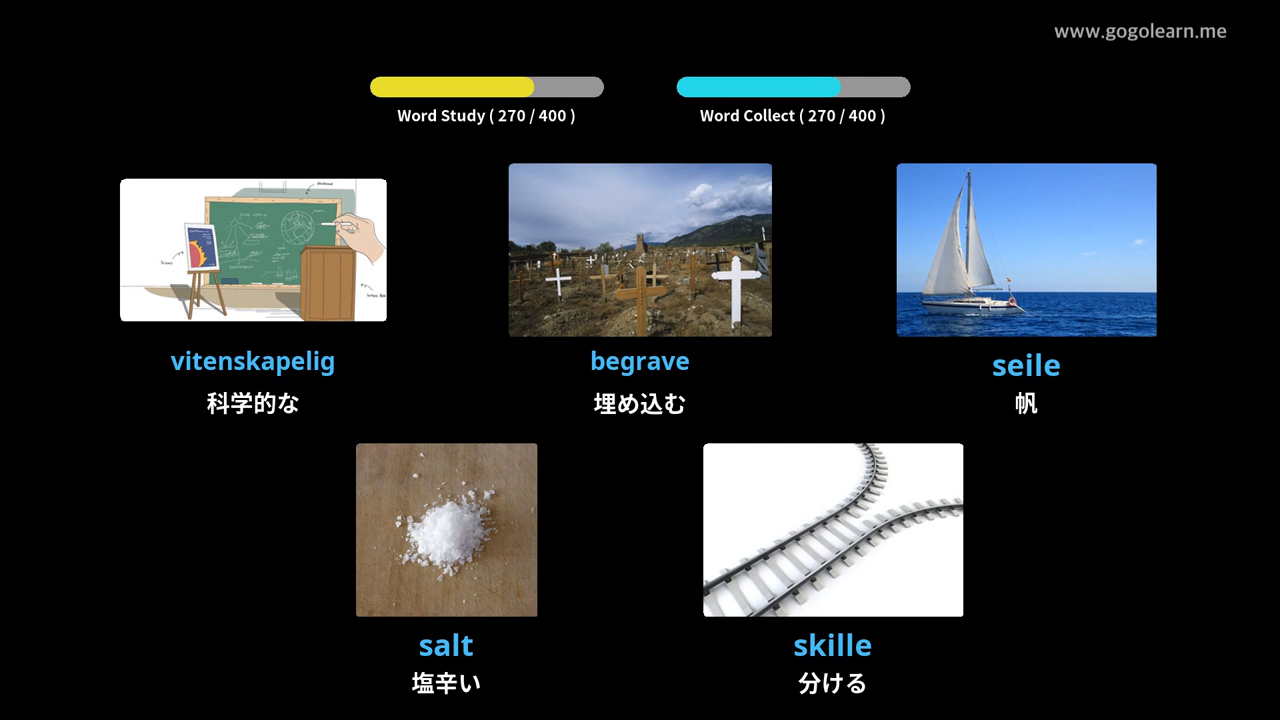 www.gogolearn.me
Word Study ( 270 / 400 )
Word Collect ( 270 / 400 )
vitenskapelig
科学的な
begrave
埋め込む
seile
帆
salt
塩辛い
skille
分ける